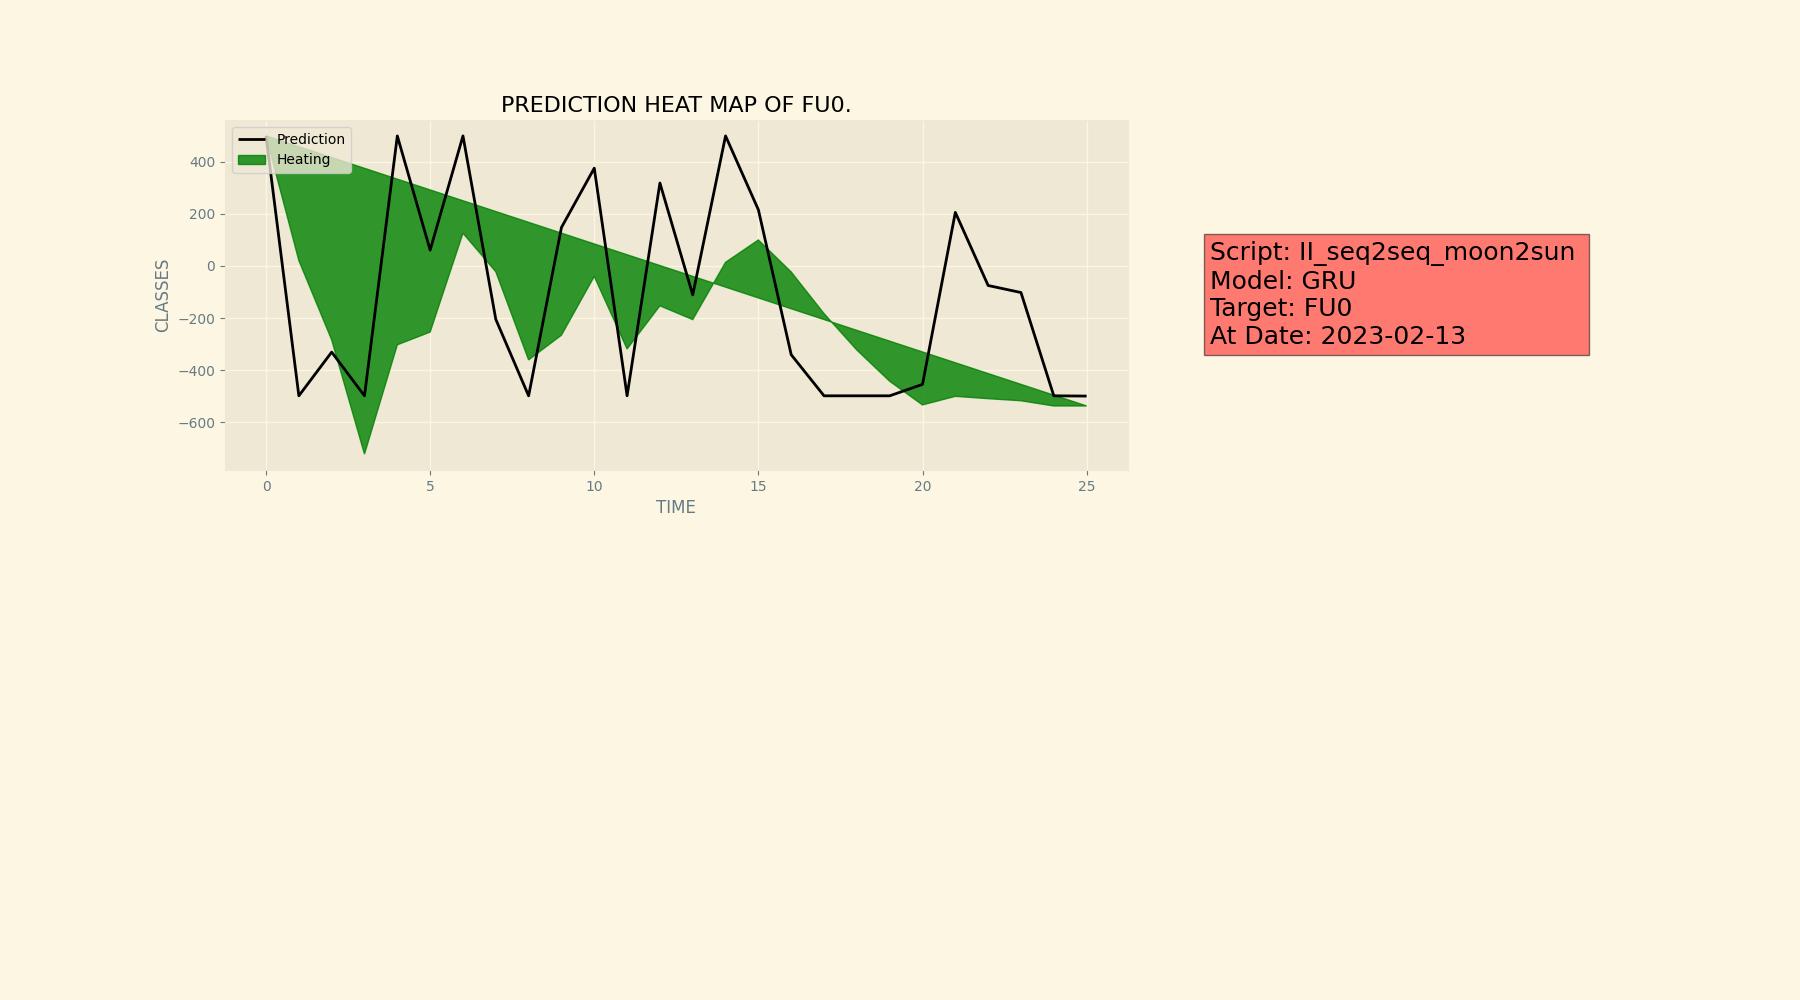 PREDICTION HEAT MAP OF FU0.
Prediction
Heating
CLASSES
400
200
0
−200
−400
−600
0 5 10 15 20 25
TIME
Script: II_seq2seq_moon2sun
Model: GRU
Target: FU0
At Date: 2023-02-13